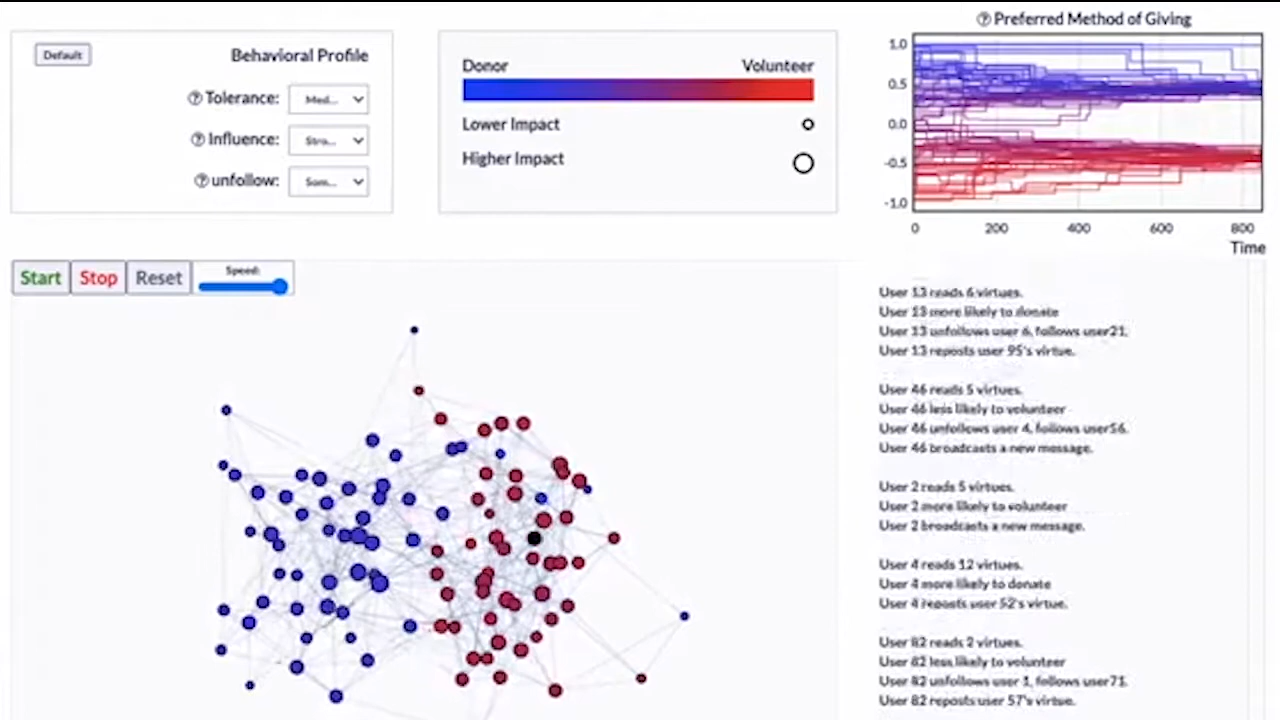 Default
Behavioral Profile
Tolerance: Med...
Influence: Stro...
unfollow: Som...
Donor Volunteer
Lower Impact
Higher Impact
Preferred Method of Giving
1.0
0.5
0.0
-0.5
-1.0
0 200 400 600 800
Time
Start Stop Reset Speed:
User 13 reads 6 virtues.
User 13 more likely to donate
User 13 unfollows user 6, follows user21.
User 13 reposts user 95's virtue.
User 46 reads 5 virtues.
User 46 less likely to volunteer
User 46 unfollows user 4, follows user56.
User 46 broadcasts a new message.
User 2 reads 5 virtues.
User 2 more likely to volunteer
User 2 broadcasts a new message.
User 4 reads 12 virtues.
User 4 more likely to donate
User 4 reposts user 52's virtue.
User 82 reads 2 virtues.
User 82 less likely to volunteer
User 82 unfollows user 1, follows user71.
User 82 reposts user 57's virtue.